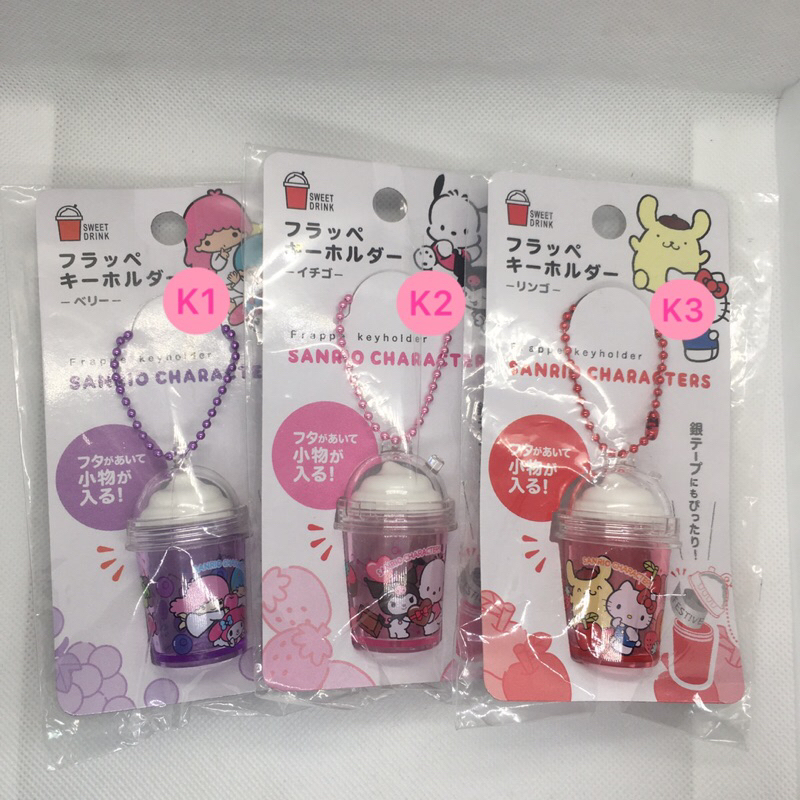 SWEET
DRINK
フラッペ
キーホルダー
ーベリーー
K1
Frappe keyholder
SANRIO CHARACTE
フタがあいて
小物が
入る!
SWEET
DRINK
フラッペ
キーホルダー
ーイチゴー
K2
Frappe keyholder
SANRIO CHARACTER
フタがあいて
小物が
入る!
SANRIO CHARACTERS
SWEET
DRINK
フラッペ
キーホルダー
ーリンゴー
K3
Frappe keyholder
SANRIO CHARACTERS
フタがあいて
小物が
入る!
銀テープにもぴったり!
SANRIO CHARACTERS